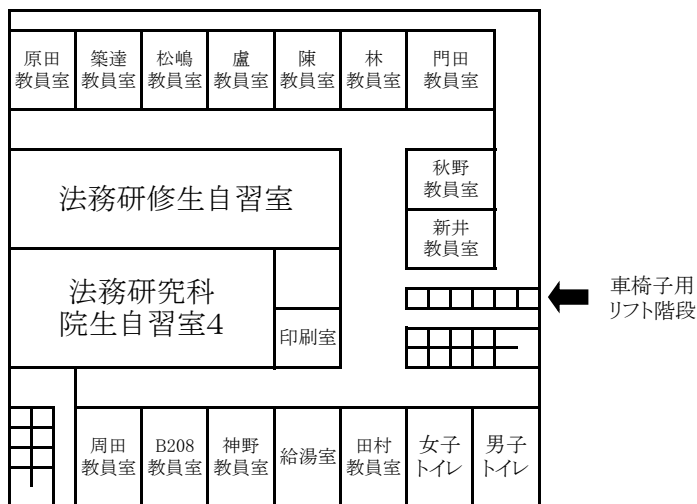 原田
教員室
築達
教員室
松嶋
教員室
盧
教員室
陳
教員室
林
教員室
門田
教員室
法務研修生自習室
秋野
教員室
新井
教員室
法務研究科
院生自習室4
印刷室
車椅子用
リフト階段
周田
教員室
B208
教員室
神野
教員室
給湯室
田村
教員室
女子
トイレ
男子
トイレ